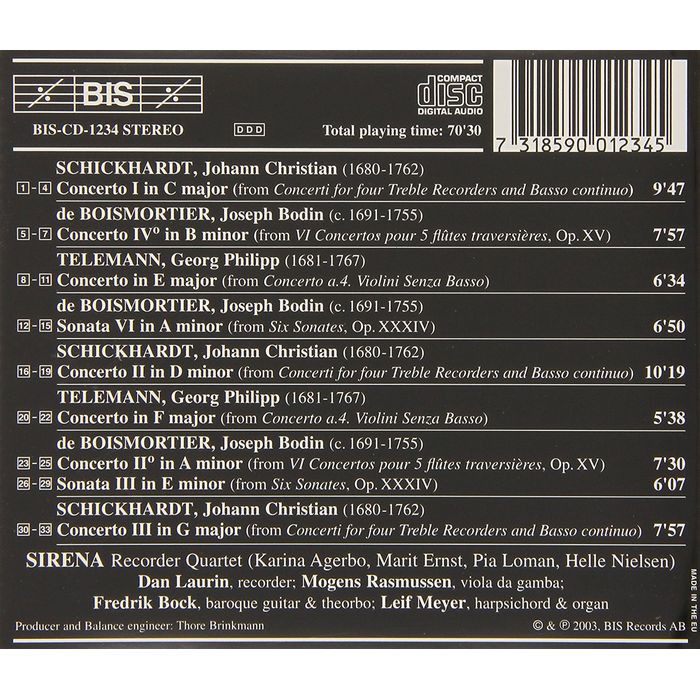 BIS
COMPACT
disc
DIGITAL AUDIO
BIS-CD-1234 STEREO
D D D
Total playing time: 70'30
7 318590 012345
SCHICKHARDT, Johann Christian (1680-1762)
1 - 4 Concerto I in C major (from Concerti for four Treble Recorders and Basso continuo) 9'47
de BOISMORTIER, Joseph Bodin (c. 1691-1755)
5 - 7 Concerto IVº in B minor (from VI Concertos pour 5 flûtes traversières, Op. XV) 7'57
TELEMANN, Georg Philipp (1681-1767)
8 - 11 Concerto in E major (from Concerto a.4. Violini Senza Basso) 6'34
de BOISMORTIER, Joseph Bodin (c. 1691-1755)
12 - 15 Sonata VI in A minor (from Six Sonates, Op. XXXIV) 6'50
SCHICKHARDT, Johann Christian (1680-1762)
16 - 19 Concerto II in D minor (from Concerti for four Treble Recorders and Basso continuo) 10'19
TELEMANN, Georg Philipp (1681-1767)
20 - 22 Concerto in F major (from Concerto a.4. Violini Senza Basso) 5'38
de BOISMORTIER, Joseph Bodin (c. 1691-1755)
23 - 25 Concerto IIº in A minor (from VI Concertos pour 5 flûtes traversières, Op. XV) 7'30
26 - 29 Sonata III in E minor (from Six Sonates, Op. XXXIV) 6'07
SCHICKHARDT, Johann Christian (1680-1762)
30 - 33 Concerto III in G major (from Concerti for four Treble Recorders and Basso continuo) 7'57
SIRENA Recorder Quartet (Karina Agerbo, Marit Ernst, Pia Loman, Helle Nielsen)
Dan Laurin, recorder; Mogens Rasmussen, viola da gamba;
Fredrik Bock, baroque guitar & theorbo; Leif Meyer, harpsichord & organ
Producer and Balance engineer: Thore Brinkmann
© & ℗ 2003, BIS Records AB
MADE IN THE EU